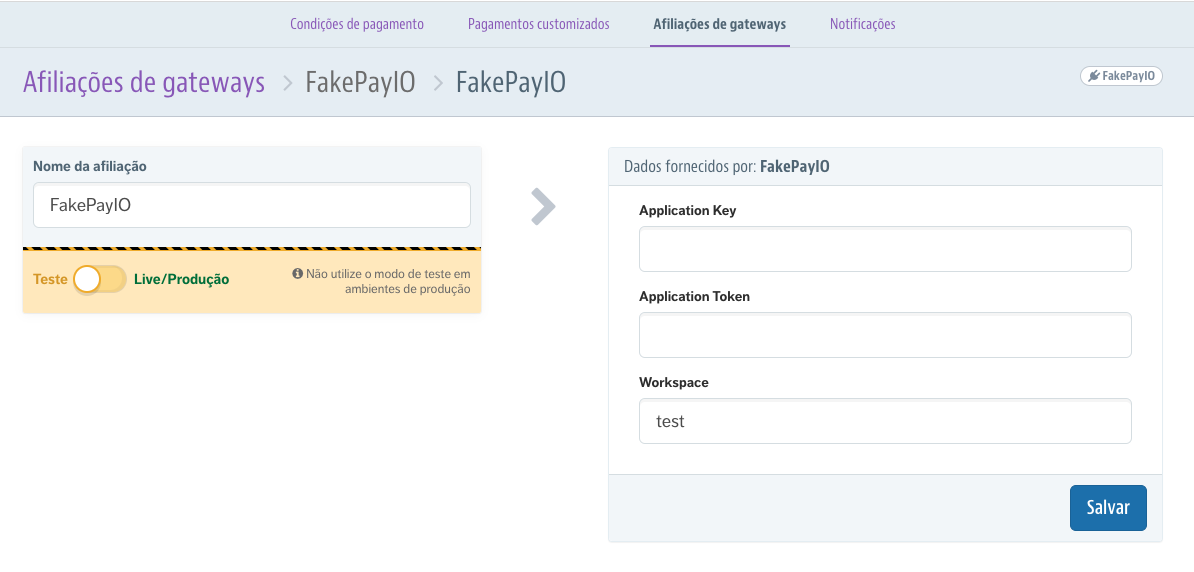 Condições de pagamento
Pagamentos customizados
Afiliações de gateways
Notificações
Afiliações de gateways
FakePayIO
FakePayIO
FakePayIO
Nome da afiliação
FakePayIO
Teste
Live/Produção
Não utilize o modo de teste em
ambientes de produção
Dados fornecidos por: FakePayIO
Application Key
Application Token
Workspace
test
Salvar